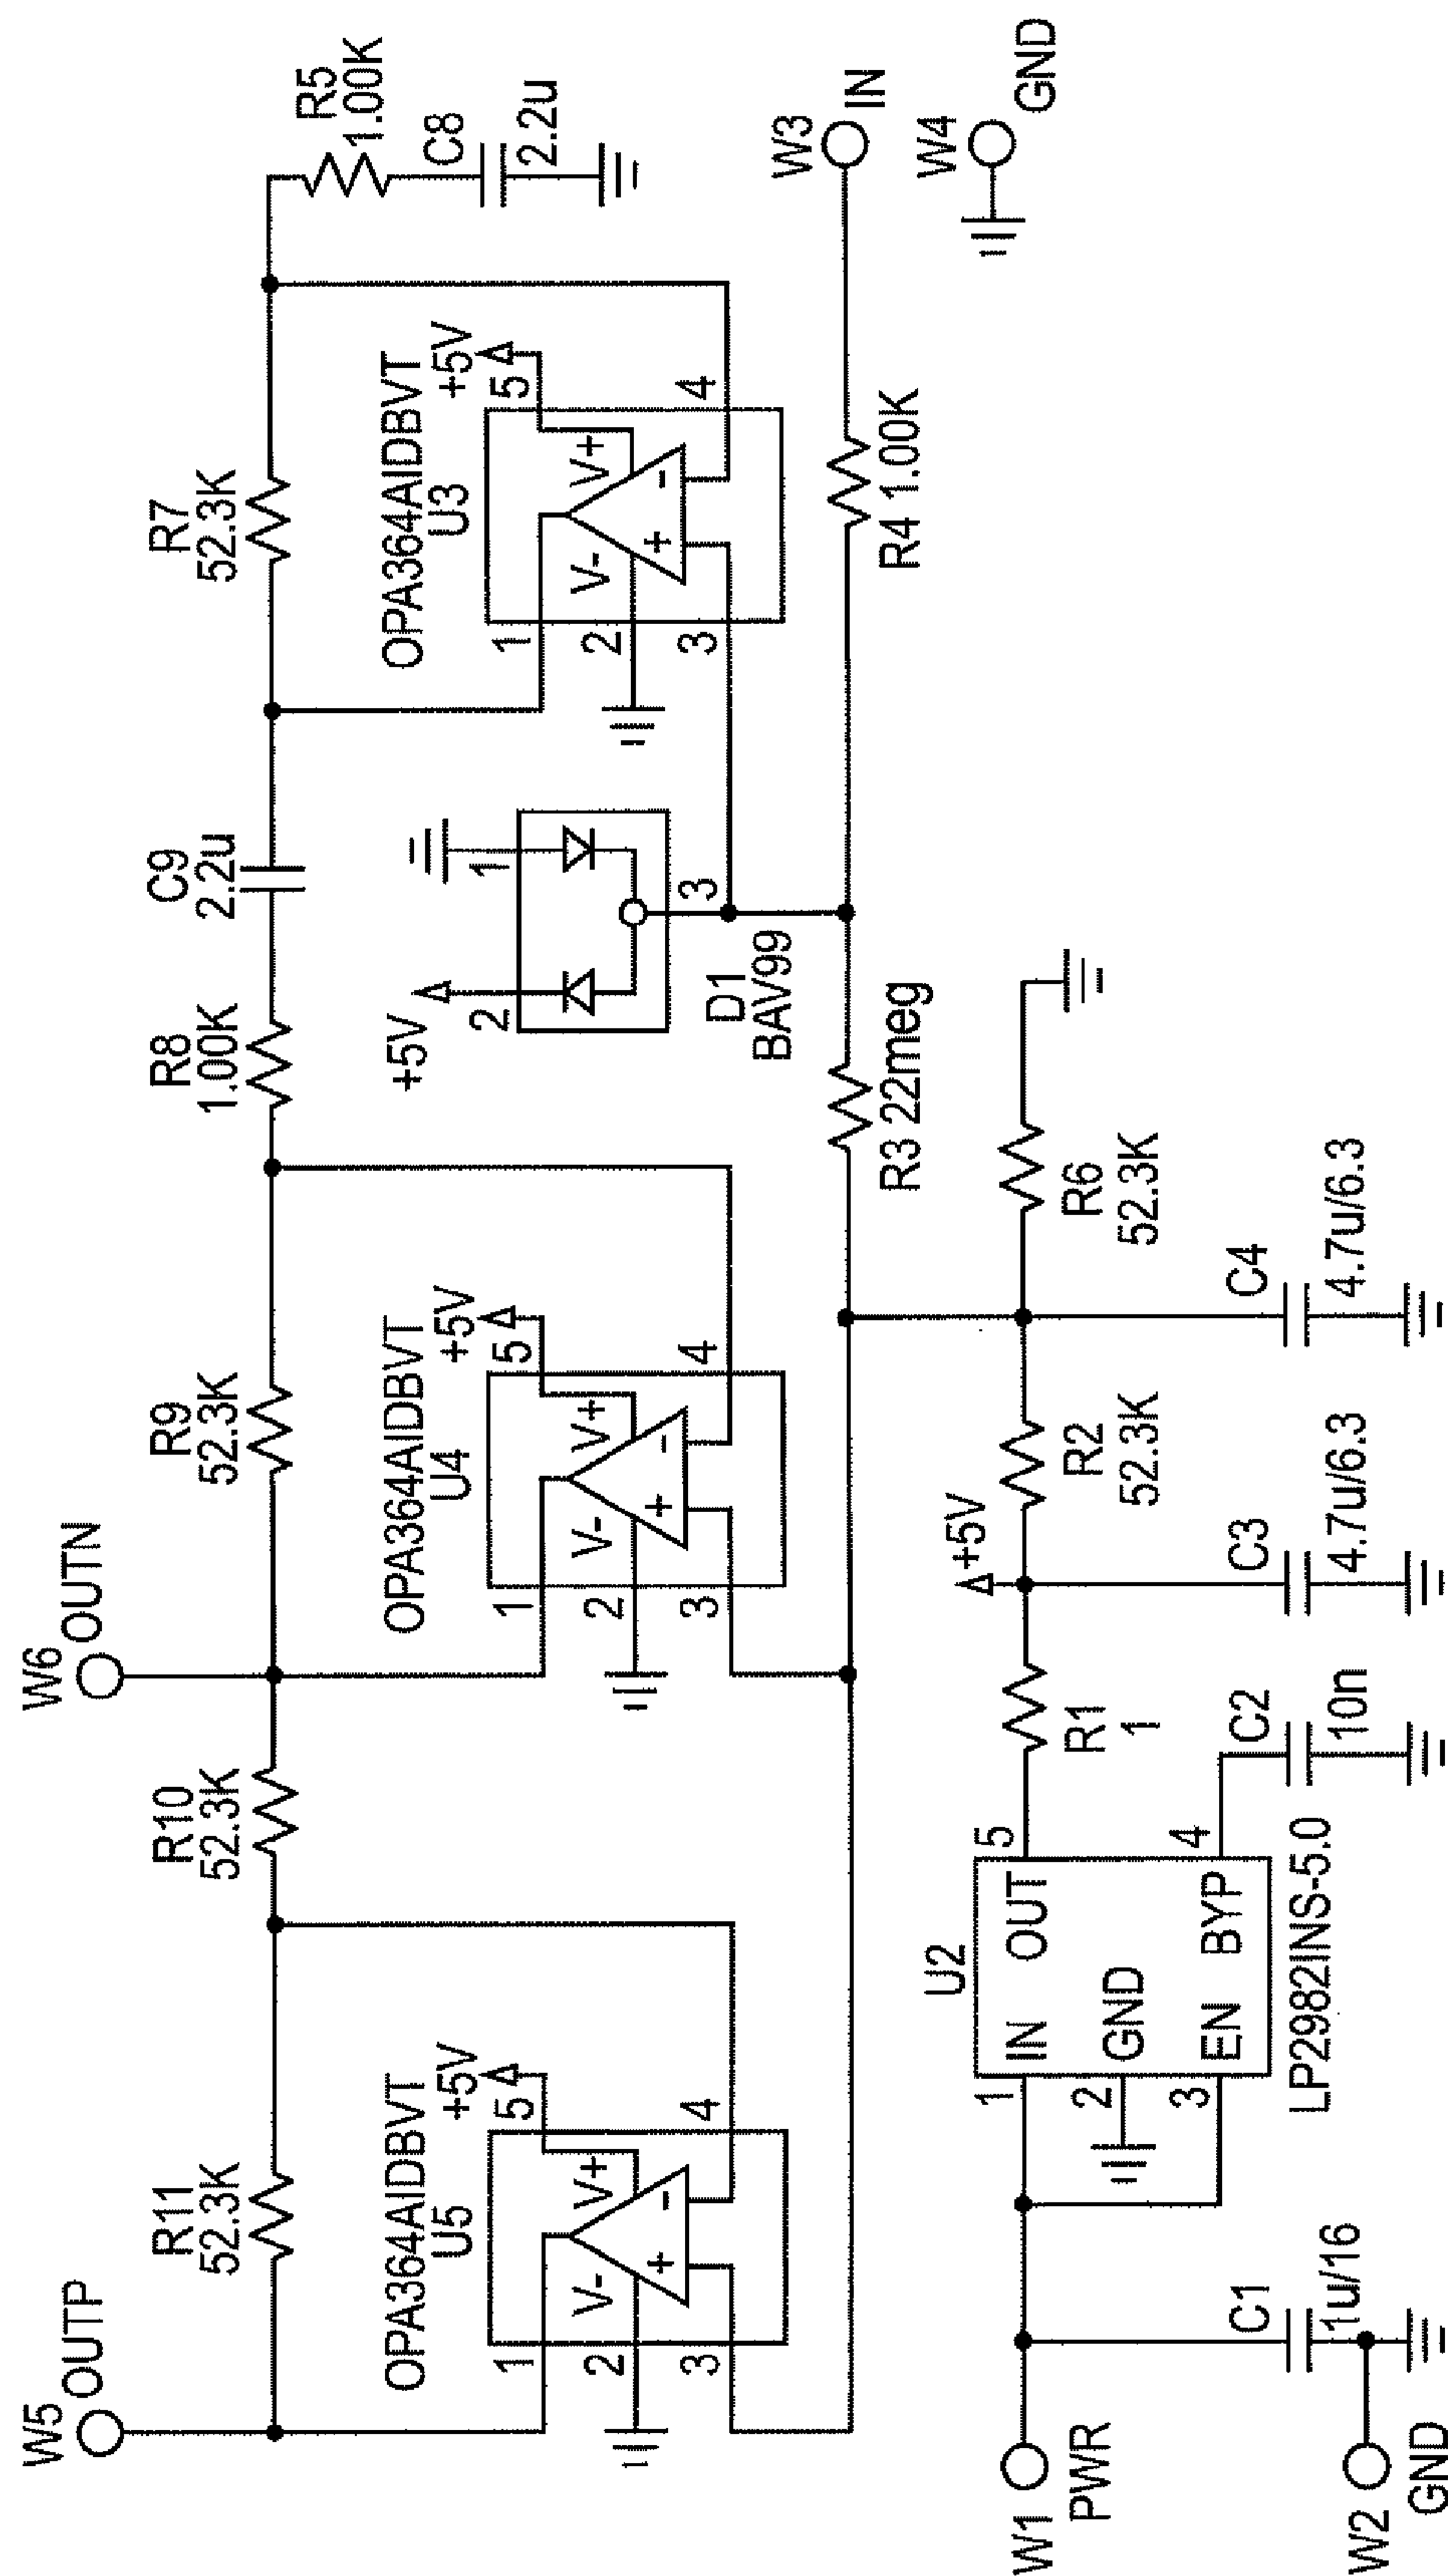 W5
OUTP
R11
52.3K
OPA364AIDBVT
U5
+5V
1
2
3
4
5
V-
V+
+
-
R10
52.3K
W6
OUTN
R9
52.3K
OPA364AIDBVT
U4
+5V
1
2
3
4
5
V-
V+
+
-
R8
1.00K
C9
2.2u
+5V
2
1
3
D1
BAV99
R7
52.3K
OPA364AIDBVT
U3
+5V
1
2
3
4
5
V-
V+
+
-
R5
1.00K
C8
2.2u
R3 22meg
R4 1.00K
W3
IN
W4
GND
W1
PWR
W2
GND
C1
1u/16
U2
1
2
3
IN
GND
EN
OUT
BYP
5
4
LP2982INS-5.0
R1
1
C2
10n
+5V
C3
4.7u/6.3
R2
52.3K
C4
4.7u/6.3
R6
52.3K